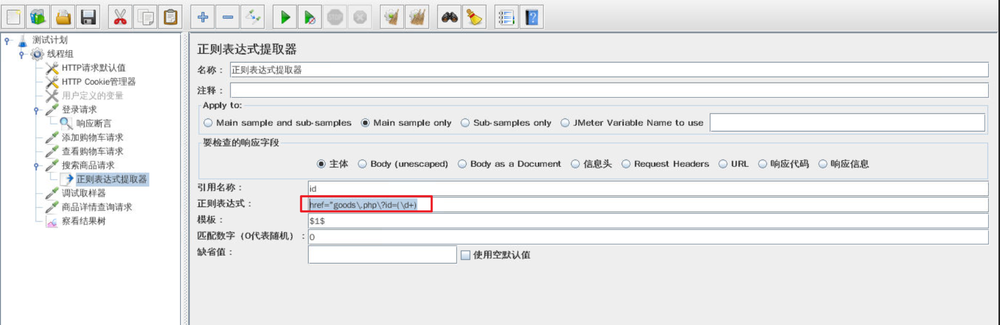 STOP
测试计划
线程组
HTTP请求默认值
HTTP Cookie管理器
用户定义的变量
登录请求
响应断言
添加购物车请求
查看购物车请求
搜索商品请求
正则表达式提取器
调试取样器
商品详情查询请求
察看结果树
正则表达式提取器
名称： 正则表达式提取器
注释：
Apply to:
Main sample and sub-samples Main sample only Sub-samples only JMeter Variable Name to use
要检查的响应字段
主体 Body (unescaped) Body as a Document 信息头 Request Headers URL 响应代码 响应信息
引用名称： id
正则表达式： href="goods\.php\?id=(\d+)
模板： $1$
匹配数字（0代表随机）： 0
缺省值： 使用空默认值